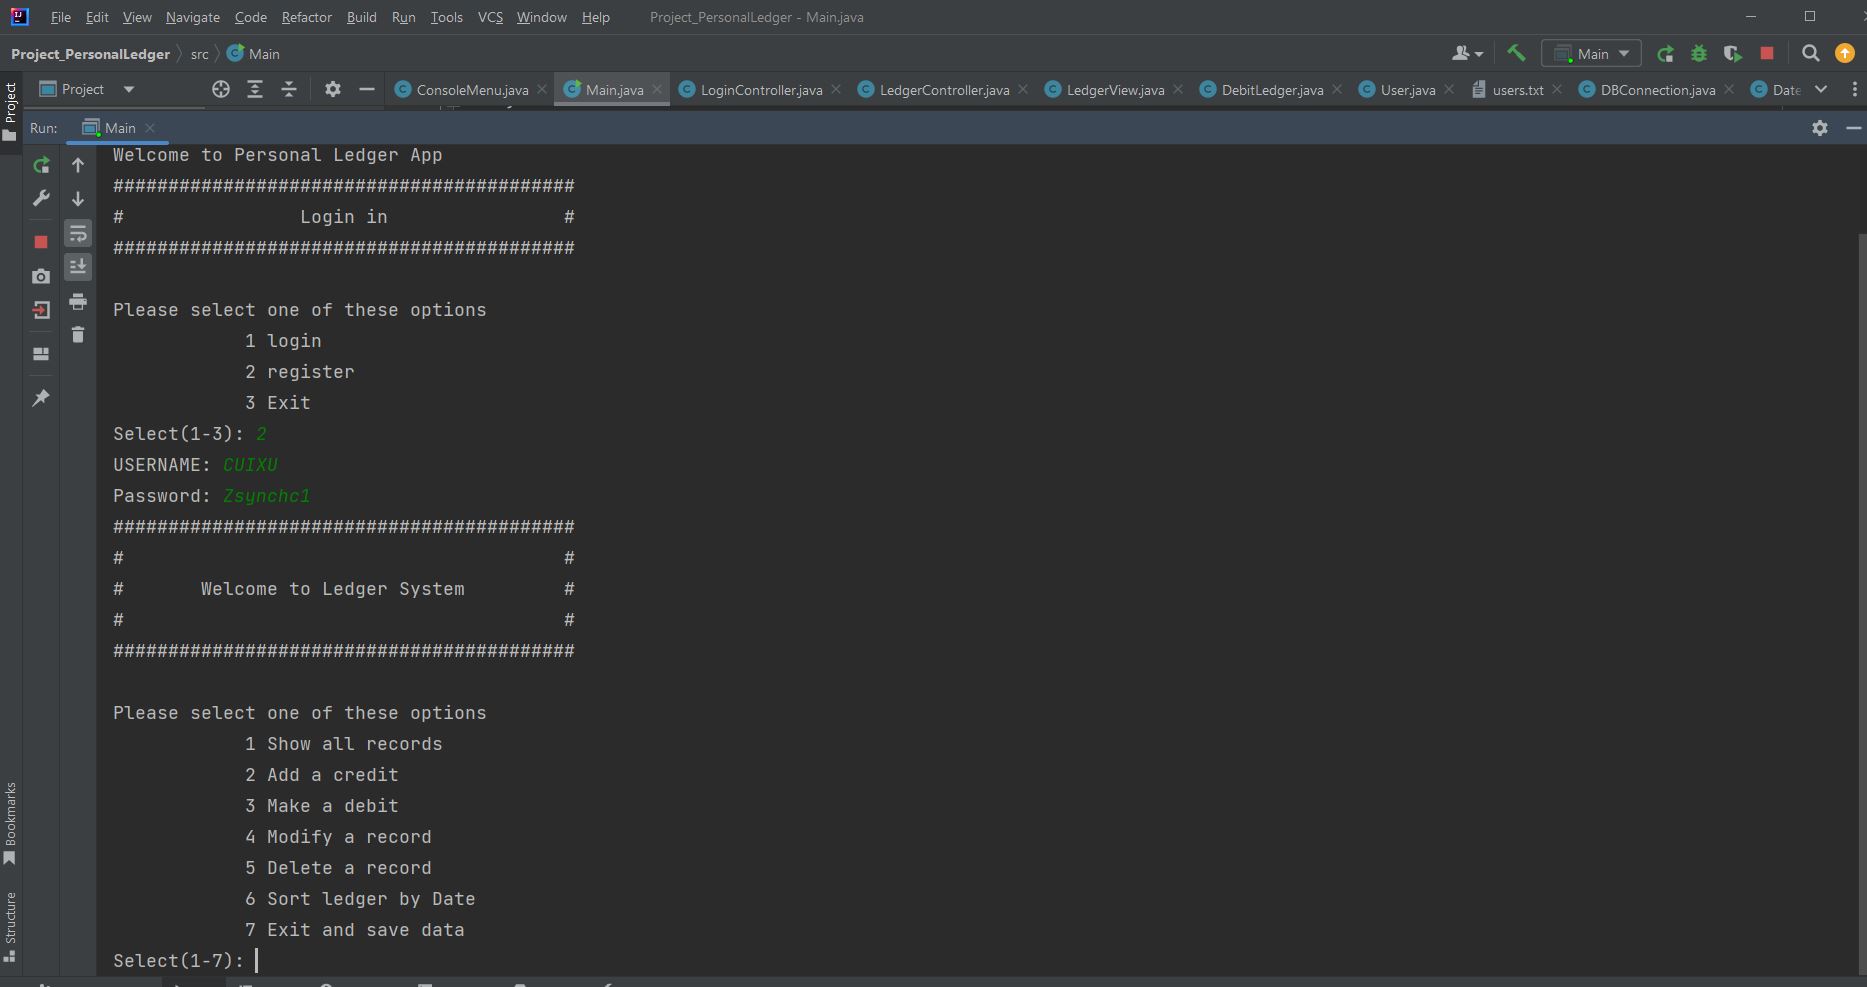 File Edit View Navigate Code Refactor Build Run Tools VCS Window Help Project_PersonalLedger - Main.java
Project_PersonalLedger src Main Main
Project Project ConsoleMenu.java Main.java LoginController.java LedgerController.java LedgerView.java DebitLedger.java User.java users.txt DBConnection.java Date
Run: Main
Welcome to Personal Ledger App
##########################################
# Login in #
##########################################
Please select one of these options
1 login
2 register
3 Exit
Select(1-3): 2
USERNAME: CUIXU
Password: Zsynchc1
##########################################
# #
# Welcome to Ledger System #
# #
##########################################
Please select one of these options
1 Show all records
2 Add a credit
3 Make a debit
4 Modify a record
5 Delete a record
6 Sort ledger by Date
7 Exit and save data
Select(1-7):
Bookmarks
Structure